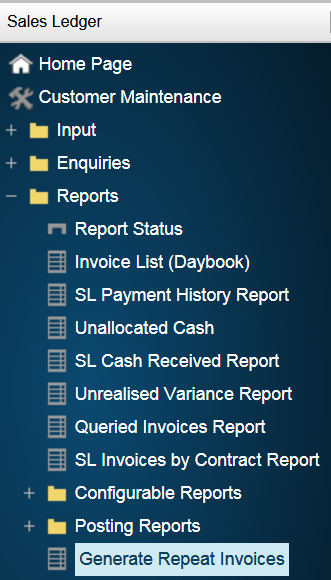 Sales Ledger
Home Page
Customer Maintenance
Input
Enquiries
Reports
Report Status
Invoice List (Daybook)
SL Payment History Report
Unallocated Cash
SL Cash Received Report
Unrealised Variance Report
Queried Invoices Report
SL Invoices by Contract Report
Configurable Reports
Posting Reports
Generate Repeat Invoices